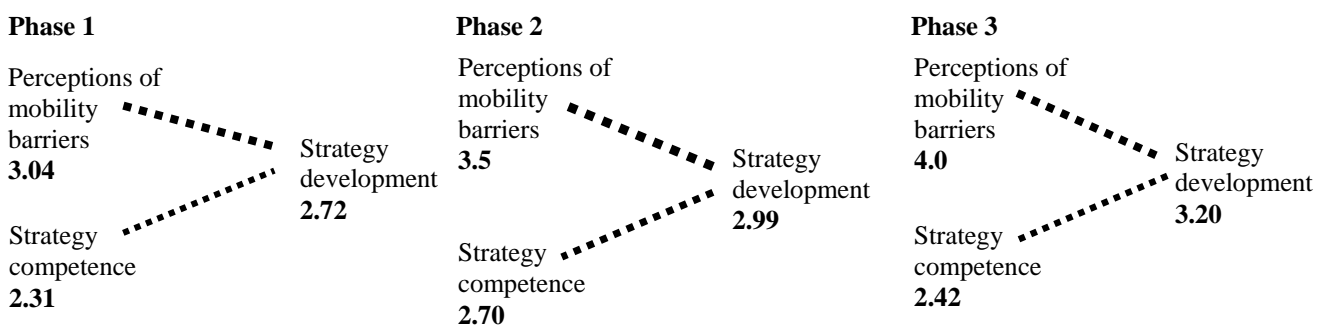 Phase 1
Perceptions of
mobility
barriers
3.04
Strategy
development
2.72
Strategy
competence
2.31
Phase 2
Perceptions of
mobility
barriers
3.5
Strategy
development
2.99
Strategy
competence
2.70
Phase 3
Perceptions of
mobility
barriers
4.0
Strategy
development
3.20
Strategy
competence
2.42